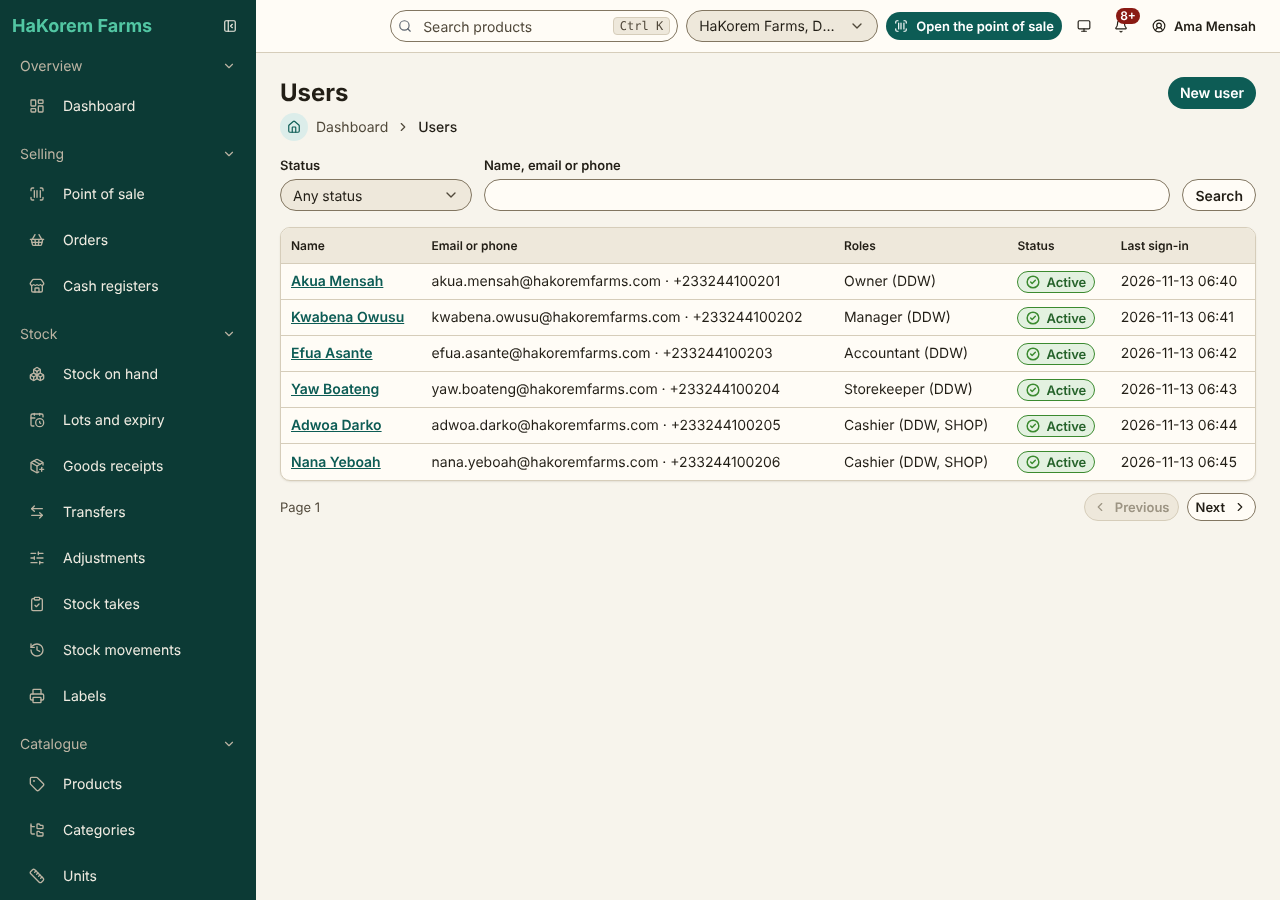 HaKorem Farms
Search products
Ctrl K
HaKorem Farms, D...
Open the point of sale
8+
Ama Mensah
Overview
Dashboard
Selling
Point of sale
Orders
Cash registers
Stock
Stock on hand
Lots and expiry
Goods receipts
Transfers
Adjustments
Stock takes
Stock movements
Labels
Catalogue
Products
Categories
Units
Users
New user
Dashboard > Users
Status
Name, email or phone
Any status
Search
Name Email or phone Roles Status Last sign-in
Akua Mensah akua.mensah@hakoremfarms.com · +233244100201 Owner (DDW) Active 2026-11-13 06:40
Kwabena Owusu kwabena.owusu@hakoremfarms.com · +233244100202 Manager (DDW) Active 2026-11-13 06:41
Efua Asante efua.asante@hakoremfarms.com · +233244100203 Accountant (DDW) Active 2026-11-13 06:42
Yaw Boateng yaw.boateng@hakoremfarms.com · +233244100204 Storekeeper (DDW) Active 2026-11-13 06:43
Adwoa Darko adwoa.darko@hakoremfarms.com · +233244100205 Cashier (DDW, SHOP) Active 2026-11-13 06:44
Nana Yeboah nana.yeboah@hakoremfarms.com · +233244100206 Cashier (DDW, SHOP) Active 2026-11-13 06:45
Page 1
Previous
Next